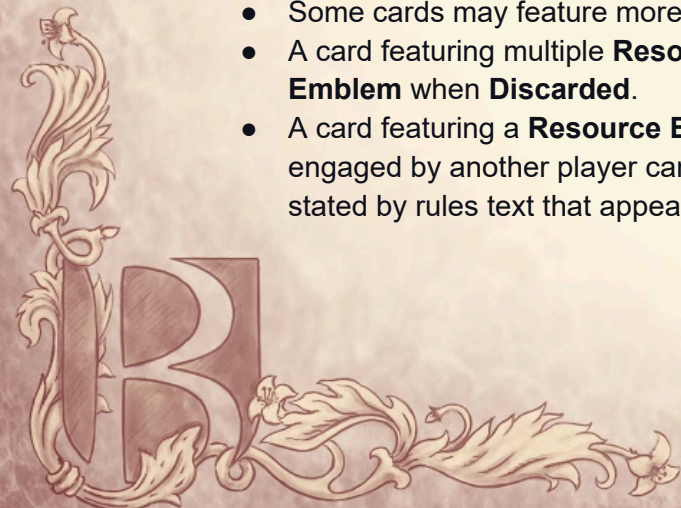 ● Some cards may feature more
● A card featuring multiple Reso
Emblem when Discarded.
● A card featuring a Resource E
engaged by another player car
stated by rules text that appea